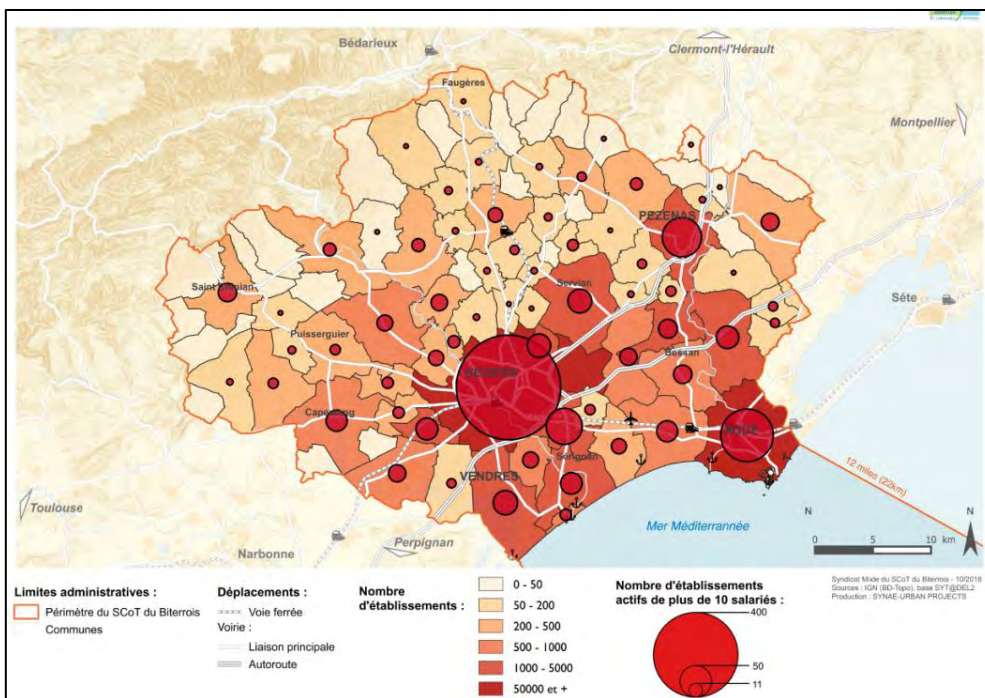 Bédarieux
Clermont-l'Hérault
Faugères
Montpellier
PEZENAS
Saint Chinian
Servian
Séte
Puisserguier
BEZIERS
Bessan
Capestang
AGDE
Sérignan
VENDRES
12 miles (22km)
Toulouse
Mer Méditerrannée
N
N
Perpignan
Narbonne
0 5 10
km
Limites administratives :
Périmètre du SCoT du Biterrois
Communes
Déplacements :
Voie ferrée
Voirie :
Liaison principale
Autoroute
Nombre
d'établissements :
0 - 50
50 - 200
200 - 500
500 - 1000
1000 - 5000
50000 et +
Nombre d'établissements
actifs de plus de 10 salariés :
400
50
11
Syndicat Mixte du SCoT du Biterrois - 10/2018
Sources : IGN (BD-Topo), base SYT@DEL2
Production : SYNAE-URBAN PROJECTS